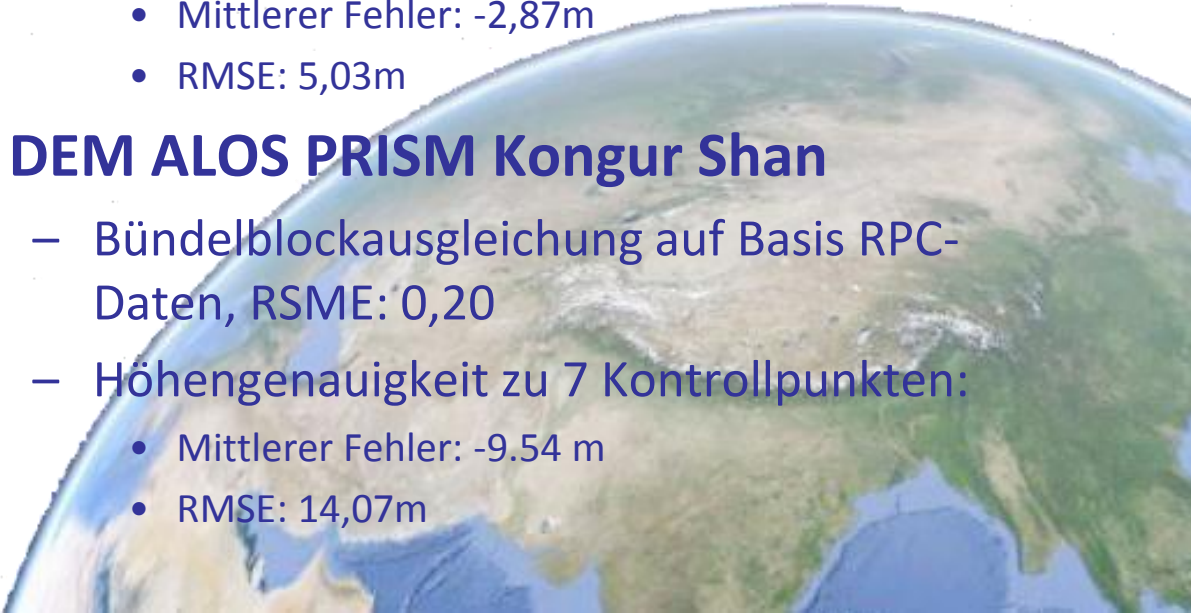 • Mittlerer Fehler: -2,87m
• RMSE: 5,03m
DEM ALOS PRISM Kongur Shan
– Bündelblockausgleichung auf Basis RPC-
Daten, RSME: 0,20
– Höhengenauigkeit zu 7 Kontrollpunkten:
• Mittlerer Fehler: -9.54 m
• RMSE: 14,07m